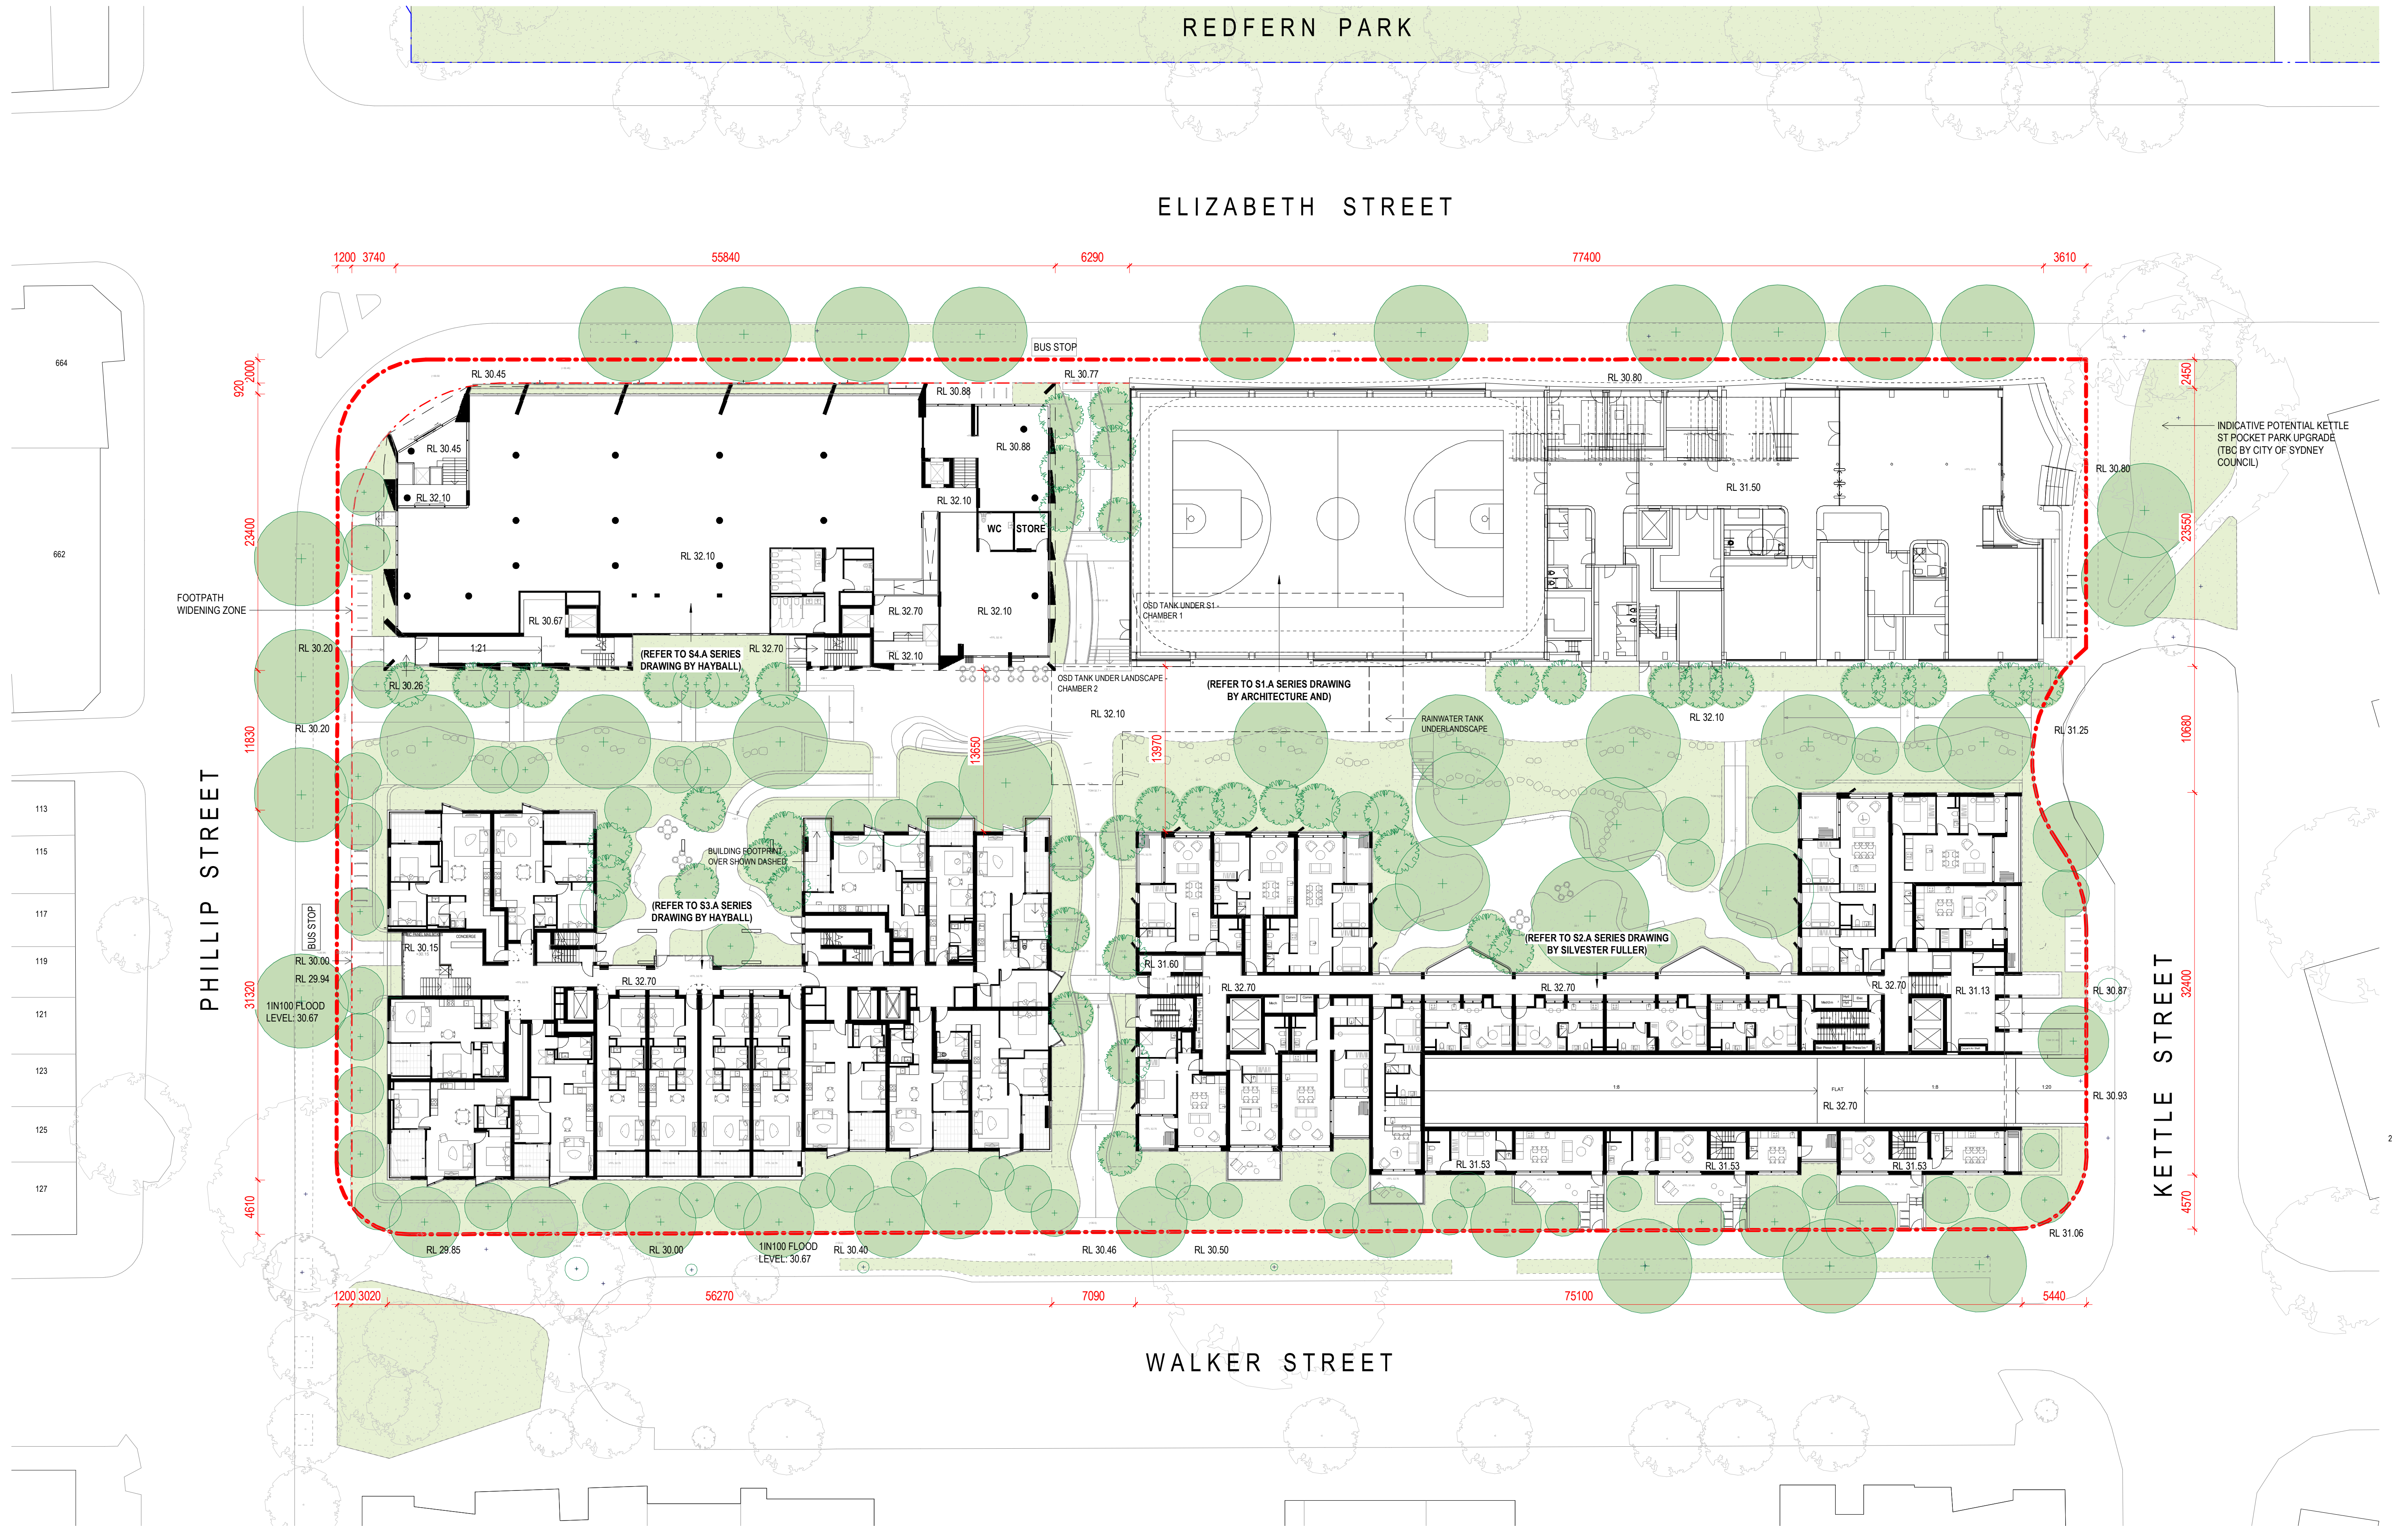 REDFERN PARK
ELIZABETH STREET
1200
3740
55840
6290
77400
3610
BUS STOP
664
662
920
2000
RL 30.45
RL 30.77
RL 30.80
2450
RL 30.88
RL 30.45
RL 30.88
INDICATIVE POTENTIAL KETTLE
ST POCKET PARK UPGRADE
(TBC BY CITY OF SYDNEY
COUNCIL)
RL 30.80
RL 31.50
RL 32.10
RL 32.10
23400
WC
STORE
23550
RL 32.10
FOOTPATH
WIDENING ZONE
RL 30.67
RL 32.70
RL 32.10
OSD TANK UNDER S1 -
CHAMBER 1
RL 30.20
1:21
(REFER TO S4.A SERIES
DRAWING BY HAYBALL)
RL 32.70
RL 32.10
RL 30.26
OSD TANK UNDER LANDSCAPE -
CHAMBER 2
(REFER TO S1.A SERIES DRAWING
BY ARCHITECTURE AND)
RL 32.10
RAINWATER TANK
UNDERLANDSCAPE
RL 32.10
RL 30.20
RL 31.25
11830
13650
13970
10680
PHILLIP STREET
113
115
117
119
121
123
125
127
BUILDING FOOTPRINT
OVER SHOWN DASHED
(REFER TO S3.A SERIES
DRAWING BY HAYBALL)
BUS STOP
CONCIERGE
RL 30.15
RL 30.00
RL 29.94
1IN100 FLOOD
LEVEL: 30.67
31320
RL 32.70
(REFER TO S2.A SERIES DRAWING
BY SILVESTER FULLER)
RL 31.60
RL 32.70
RL 32.70
RL 32.70
RL 31.13
RL 30.87
32400
KETTLE STREET
1:8
FLAT
1:8
1:20
RL 32.70
RL 30.93
RL 31.53
RL 31.53
RL 31.53
2
4610
4570
RL 31.06
RL 29.85
RL 30.00
1IN100 FLOOD
LEVEL: 30.67
RL 30.40
RL 30.46
RL 30.50
1200
3020
56270
7090
75100
5440
WALKER STREET